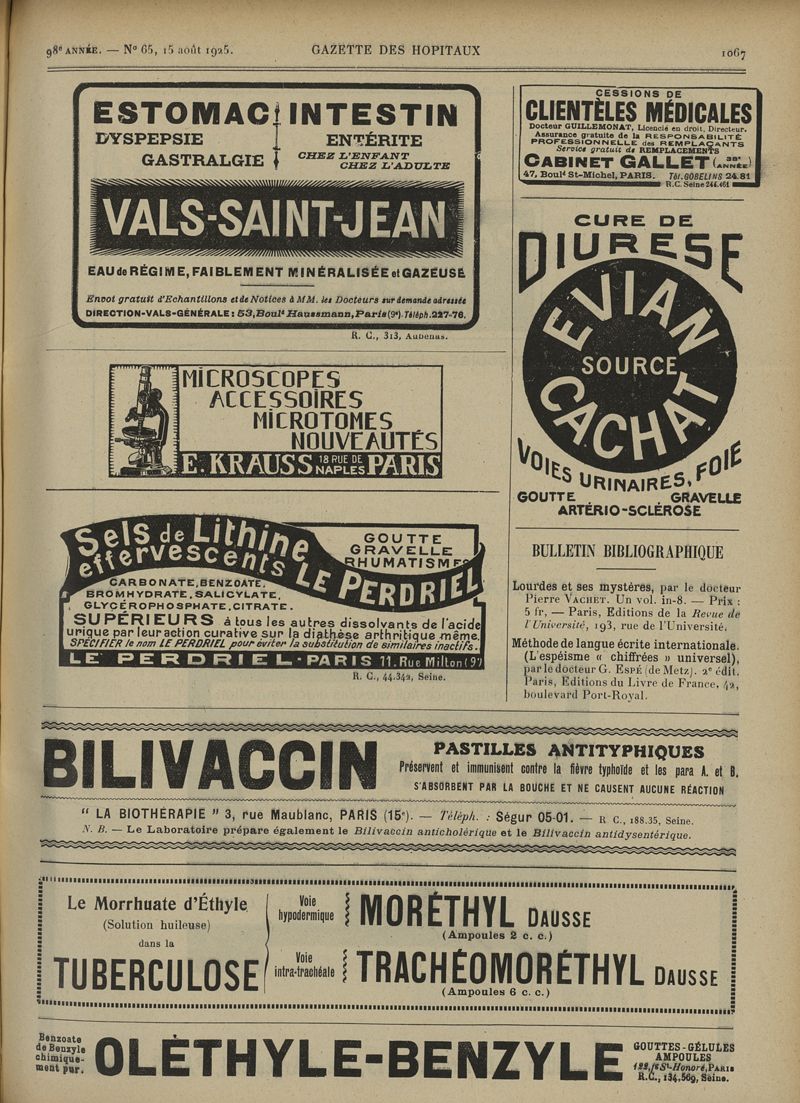 98e ANNÉE. — N° 65, 15 août 1925. GAZETTE DES HOPITAUX 1067
ESTOMAC INTESTIN
DYSPEPSIE ENTÉRITE
GASTRALGIE CHEZ L'ENFANT
CHEZ L'ADULTE
VALS-SAINT-JEAN
EAU de RÉGIME, FAIBLEMENT MINÉRALISÉE et GAZEUSE
Envoi gratuit d'Echantillons et de Notices à MM. les Docteurs sur demande adressée
DIRECTION-VALS-GÉNÉRALE: 53, Boult Haussmann, Paris (9e). Téléph. 227-76.
R. C., 313, Aubenas.
MICROSCOPES
ACCESSOIRES
MICROTOMES
NOUVEAUTÉS
E. KRAUSS 18 RUE DE NAPLES PARIS
Sels de Lithine
effervescents LE PERDRIEL
GOUTTE
GRAVELLE
RHUMATISME
CARBONATE, BENZOATE,
BROMHYDRATE, SALICYLATE,
GLYCÉROPHOSPHATE, CITRATE.
SUPÉRIEURS à tous les autres dissolvants de l'acide
urique par leur action curative sur la diathèse arthritique même.
SPÉCIFIER le nom LE PERDRIEL pour éviter la substitution de similaires inactifs.
LE PERDRIEL - PARIS 11, Rue Milton (9e)
R. C., 44.342, Seine.
CESSIONS DE
CLIENTÈLES MÉDICALES
Docteur GUILLEMONAT, Licencié en droit, Directeur.
Assurance gratuite de la RESPONSABILITÉ
PROFESSIONNELLE des REMPLAÇANTS
Service gratuit de REMPLACEMENTS
CABINET GALLET (38e ANNÉE)
47, Boult St-Michel, PARIS. Tél. GOBELINS 24.81
R.C. Seine 244.461
CURE DE
DIURESE
EVIAN
SOURCE
CACHAT
VOIES URINAIRES, FOIE
GOUTTE GRAVELLE
ARTÉRIO-SCLÉROSE
BULLETIN BIBLIOGRAPHIQUE
Lourdes et ses mystères, par le docteur
Pierre VACHET. Un vol. in-8. — Prix :
5 fr. — Paris, Editions de la Revue de
l'Université, 193, rue de l'Université.
Méthode de langue écrite internationale.
(L'espéisme « chiffrées » universel),
par le docteur G. ESPÉ (de Metz). 2e édit.
Paris, Editions du Livre de France, 42,
boulevard Port-Royal.
BILIVACCIN
PASTILLES ANTITYPHIQUES
Préservent et immunisent contre la fièvre typhoïde et les para A. et B.
S'ABSORBENT PAR LA BOUCHE ET NE CAUSENT AUCUNE RÉACTION
" LA BIOTHÉRAPIE " 3, rue Maublanc, PARIS (15e). — Téléph. : Ségur 05-01. — R C., 188.35, Seine.
N. B. — Le Laboratoire prépare également le Bilivaccin anticholérique et le Bilivaccin antidysentérique.
Le Morrhuate d'Éthyle
(Solution huileuse)
dans la
TUBERCULOSE
Voie
hypodermique
MORÉTHYL DAUSSE
(Ampoules 2 c. c.)
Voie
intra-trachéale
TRACHÉOMORÉTHYL DAUSSE
(Ampoules 6 c. c.)
Benzoate
de Benzyle
chimique-
ment pur.
OLÉTHYLE-BENZYLE
GOUTTES-GÉLULES
AMPOULES
122, fg St-Honoré, PARIS
R.C., 134,569, Seine.